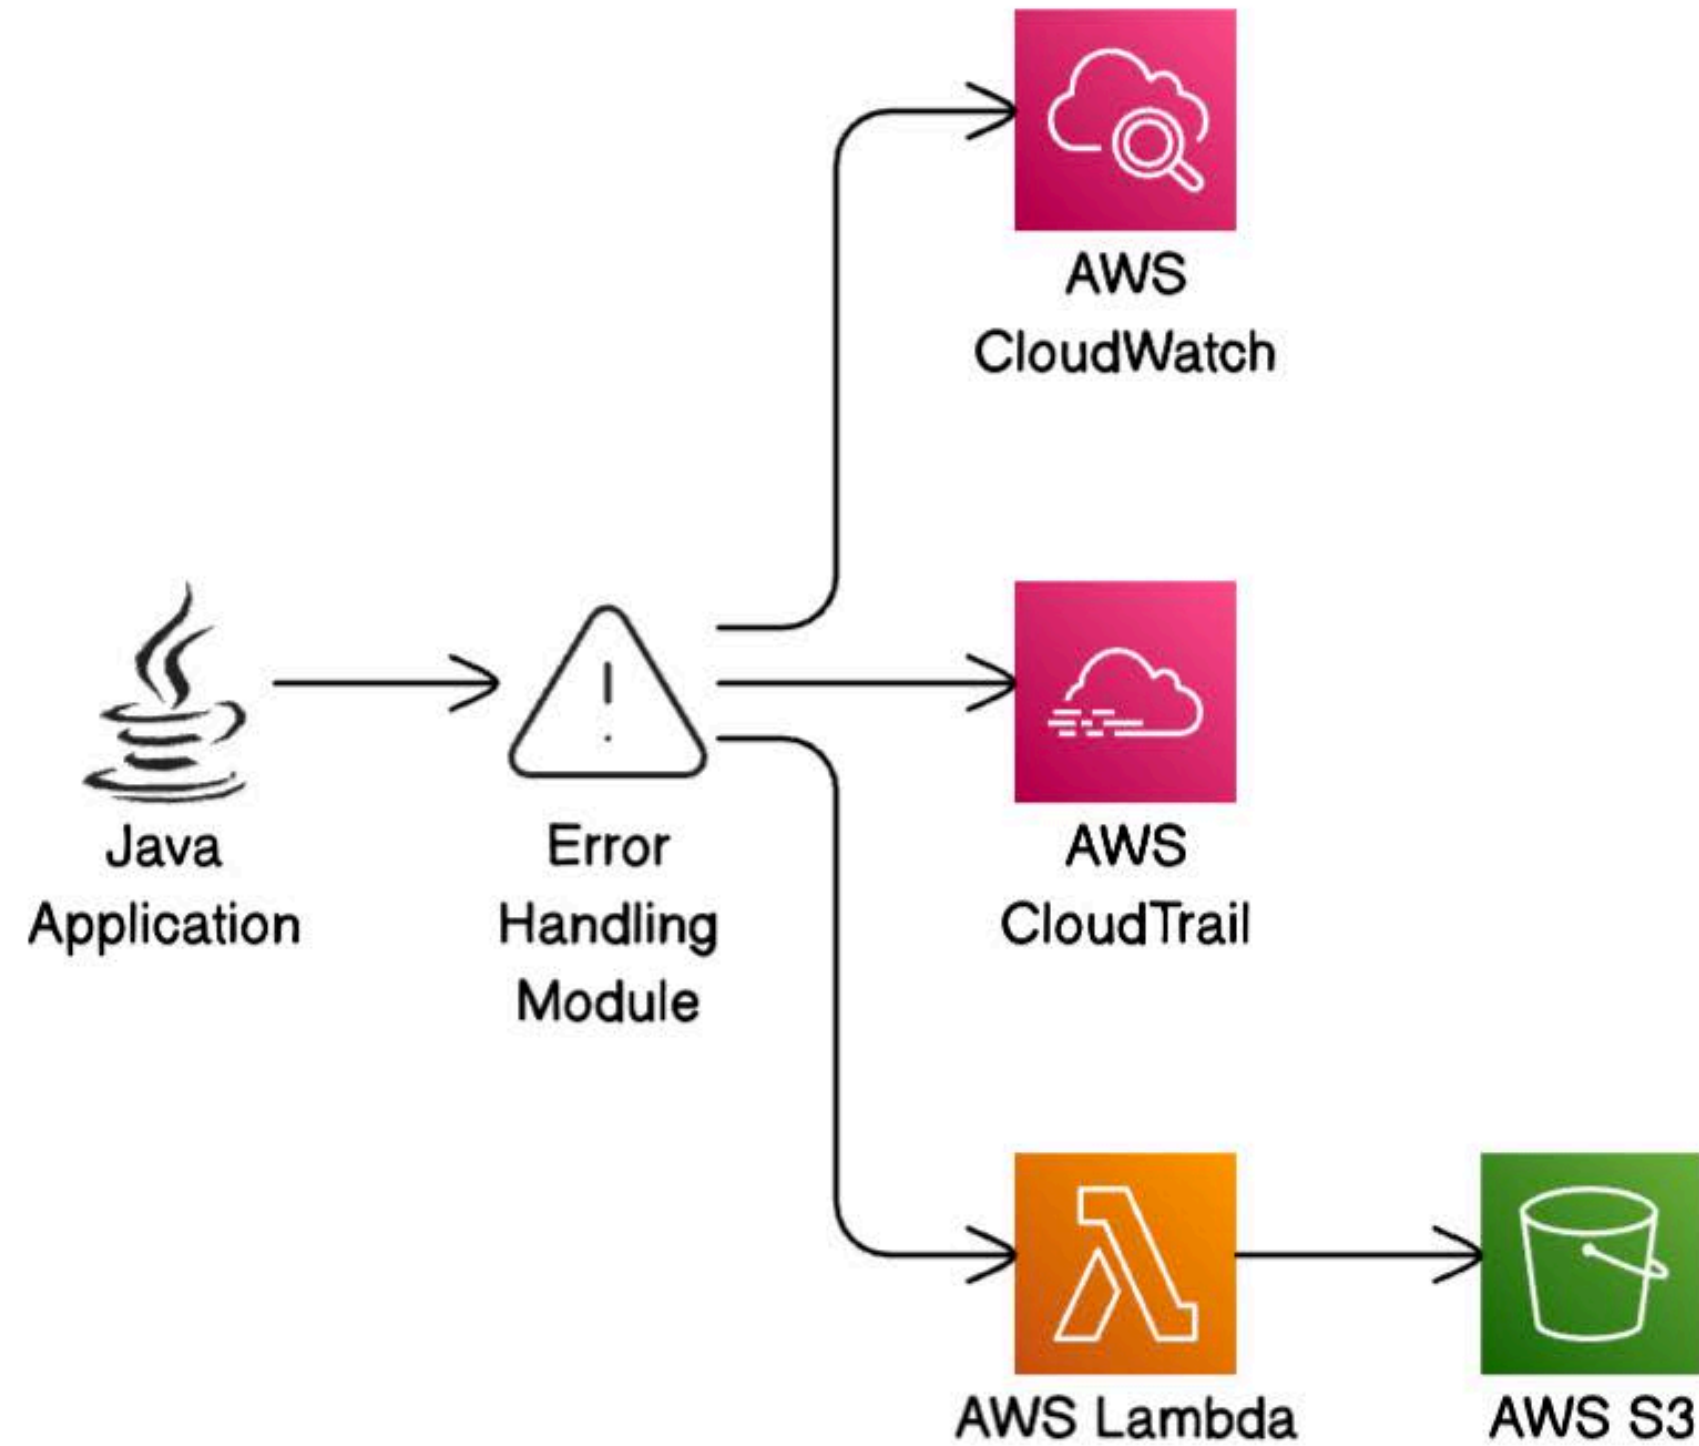 AWS
CloudWatch
Java
Application
Error
Handling
Module
AWS
CloudTrail
AWS Lambda
AWS S3